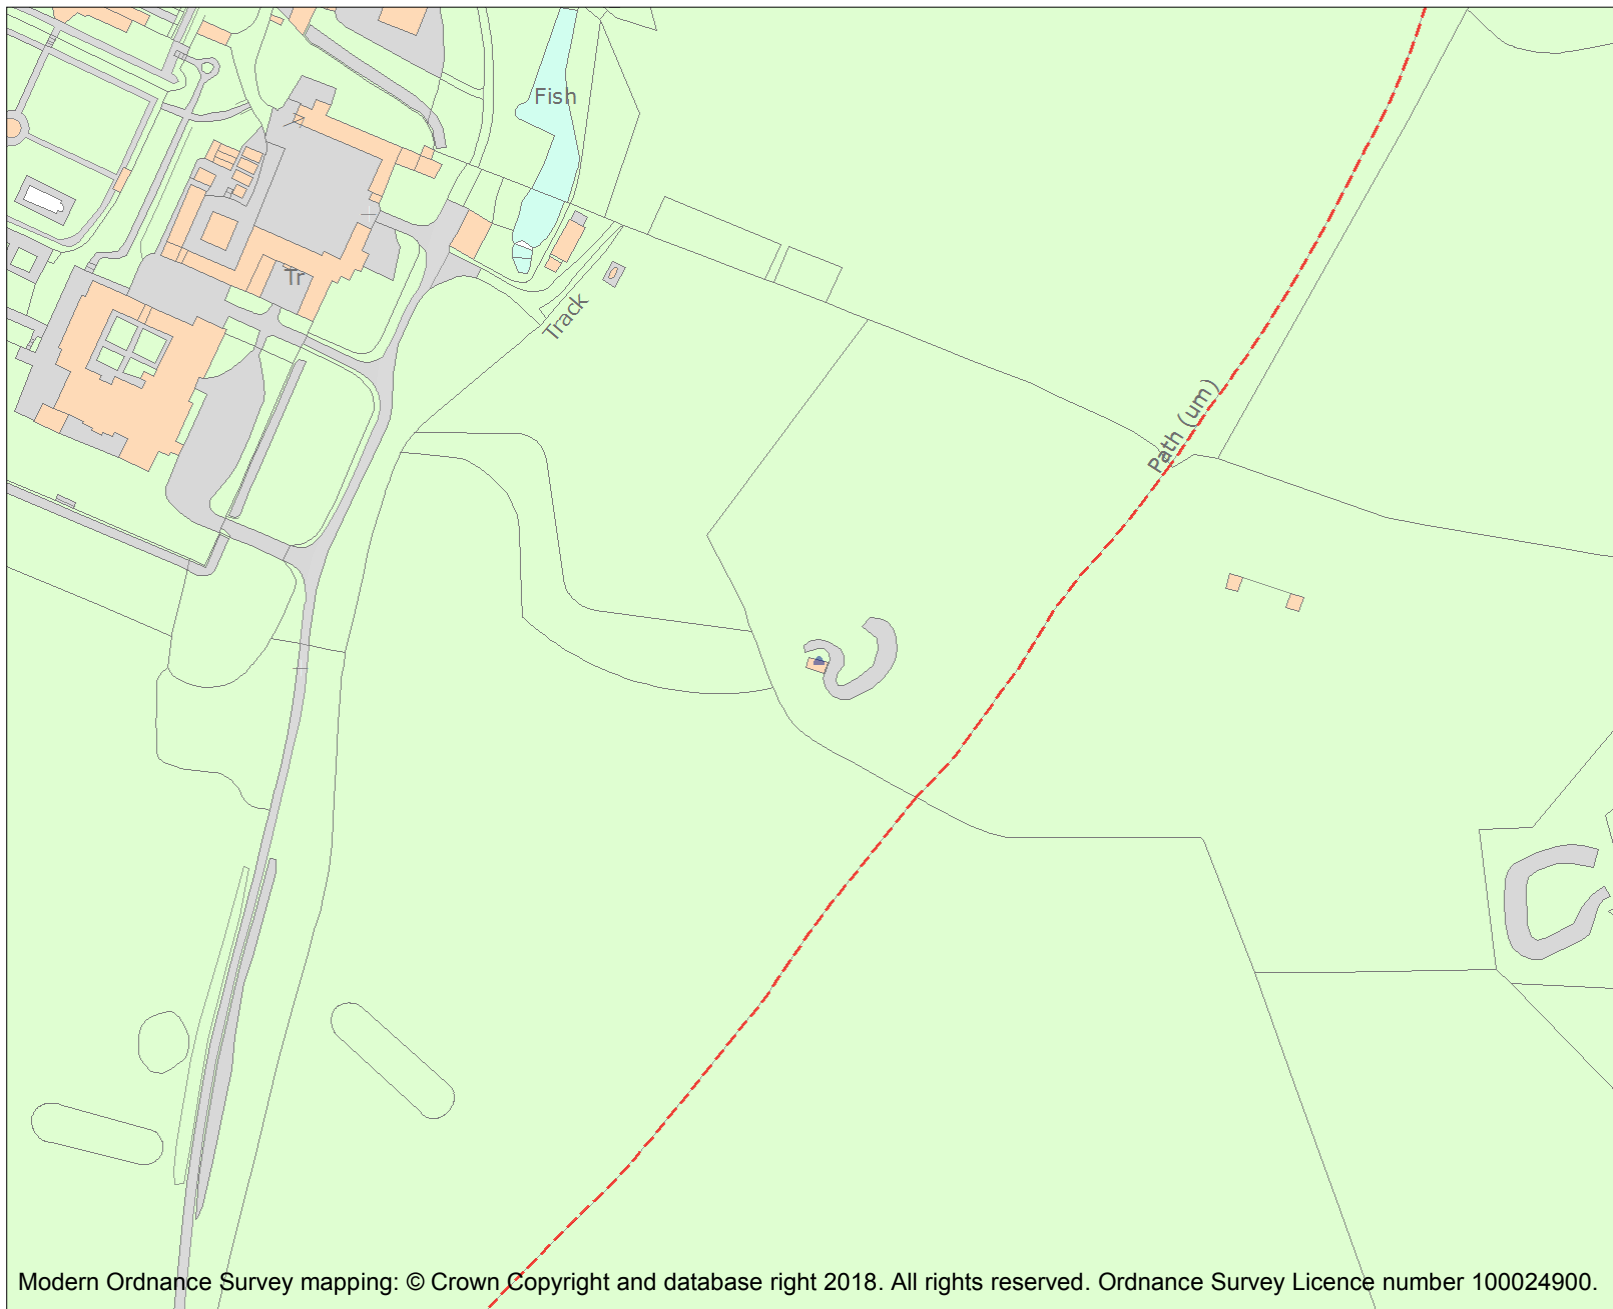 Fish
Tr
Track
Path (um)
Modern Ordnance Survey mapping: © Crown Copyright and database right 2018. All rights reserved. Ordnance Survey Licence number 100024900.